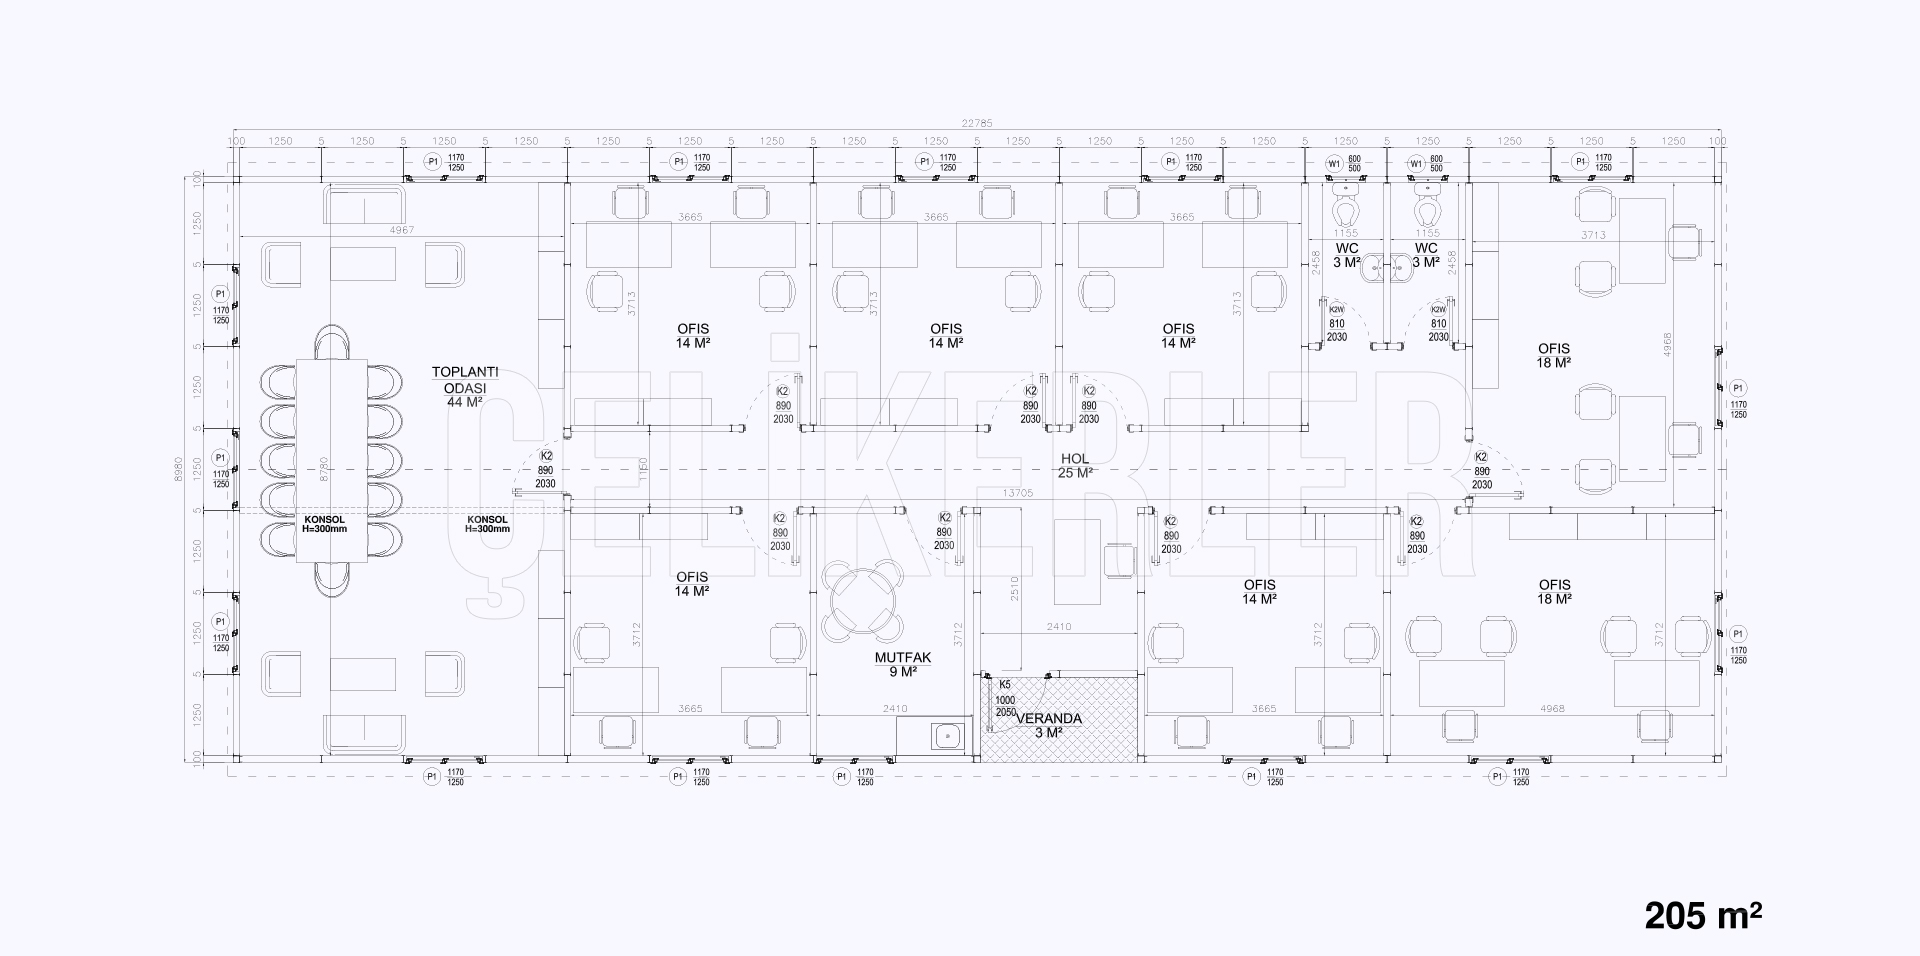 22785
100 1250 5 1250 5 1250 5 1250 5 1250 5 1250 5 1250 5 1250 5 1250 5 1250 5 1250 5 1250 5 1250 5 1250 5 1250 5 1250 5 1250 5 1250 100
P1 1170 1250
P1 1170 1250
P1 1170 1250
P1 1170 1250
W1 600 500
W1 600 500
P1 1170 1250
100 1250 5 1250 5 1250 5 1250 5 1250 5 1250 5 1250 100
8980
4967
3665
3665
3665
1155
1155
3713
WC
3 M²
WC
3 M²
2458
2458
P1
1170
1250
3713
3713
3713
K2W
810
2030
K2W
810
2030
OFIS
14 M²
OFIS
14 M²
OFIS
14 M²
OFIS
18 M²
4968
TOPLANTI
ODASI
44 M²
K2
890
2030
K2
890
2030
K2
890
2030
P1
1170
1250
ÇELİKERLER
P1
1170
1250
8780
K2
890
2030
1150
HOL
25 M²
K2
890
2030
13705
KONSOL
H=300mm
KONSOL
H=300mm
K2
890
2030
K2
890
2030
K2
890
2030
K2
890
2030
OFIS
14 M²
2510
OFIS
14 M²
OFIS
18 M²
P1
1170
1250
3712
3712
2410
3712
3712
P1
1170
1250
MUTFAK
9 M²
K5
1000
2050
VERANDA
3 M²
3665
2410
3665
4968
P1 1170 1250
P1 1170 1250
P1 1170 1250
P1 1170 1250
P1 1170 1250
205 m²